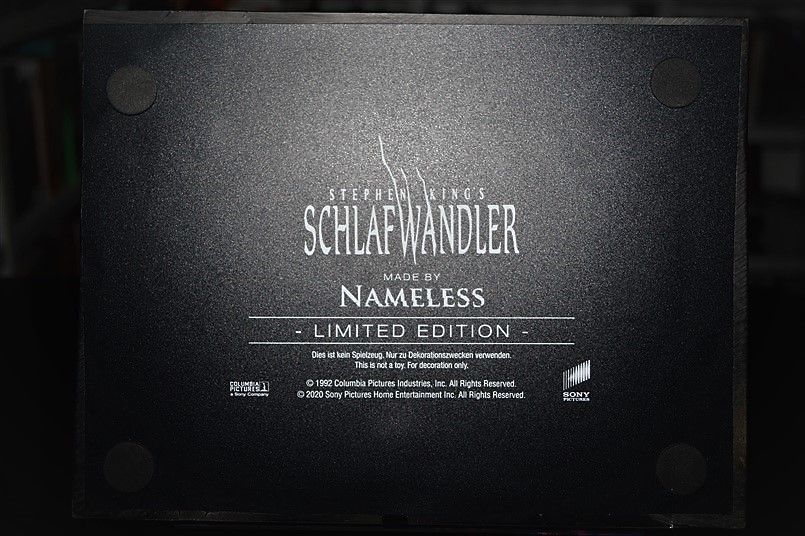 STEPHEN KING'S
SCHLAFWANDLER
MADE BY
NAMELESS
- LIMITED EDITION -
Dies ist kein Spielzeug. Nur zu Dekorationszwecken verwenden.
This is not a toy. For decoration only.
© 1992 Columbia Pictures Industries, Inc. All Rights Reserved.
© 2020 Sony Pictures Home Entertainment Inc. All Rights Reserved.
COLUMBIA
PICTURES
a Sony Company
SONY
PICTURES